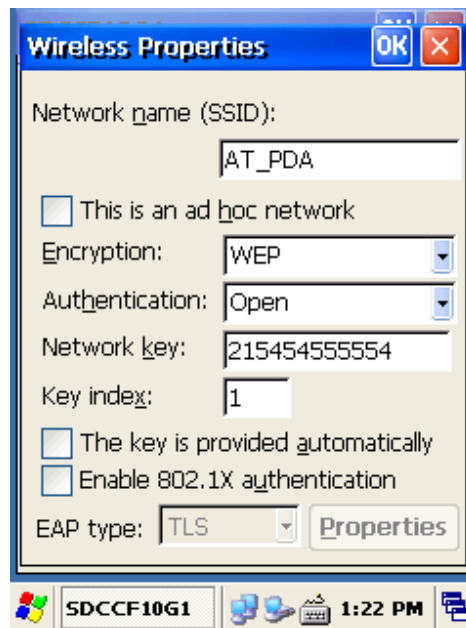 Wireless Properties OK
Network name (SSID):
AT_PDA
This is an ad hoc network
Encryption: WEP
Authentication: Open
Network key: 215454555554
Key index: 1
The key is provided automatically
Enable 802.1X authentication
EAP type: TLS Properties
SDCCF10G1 1:22 PM